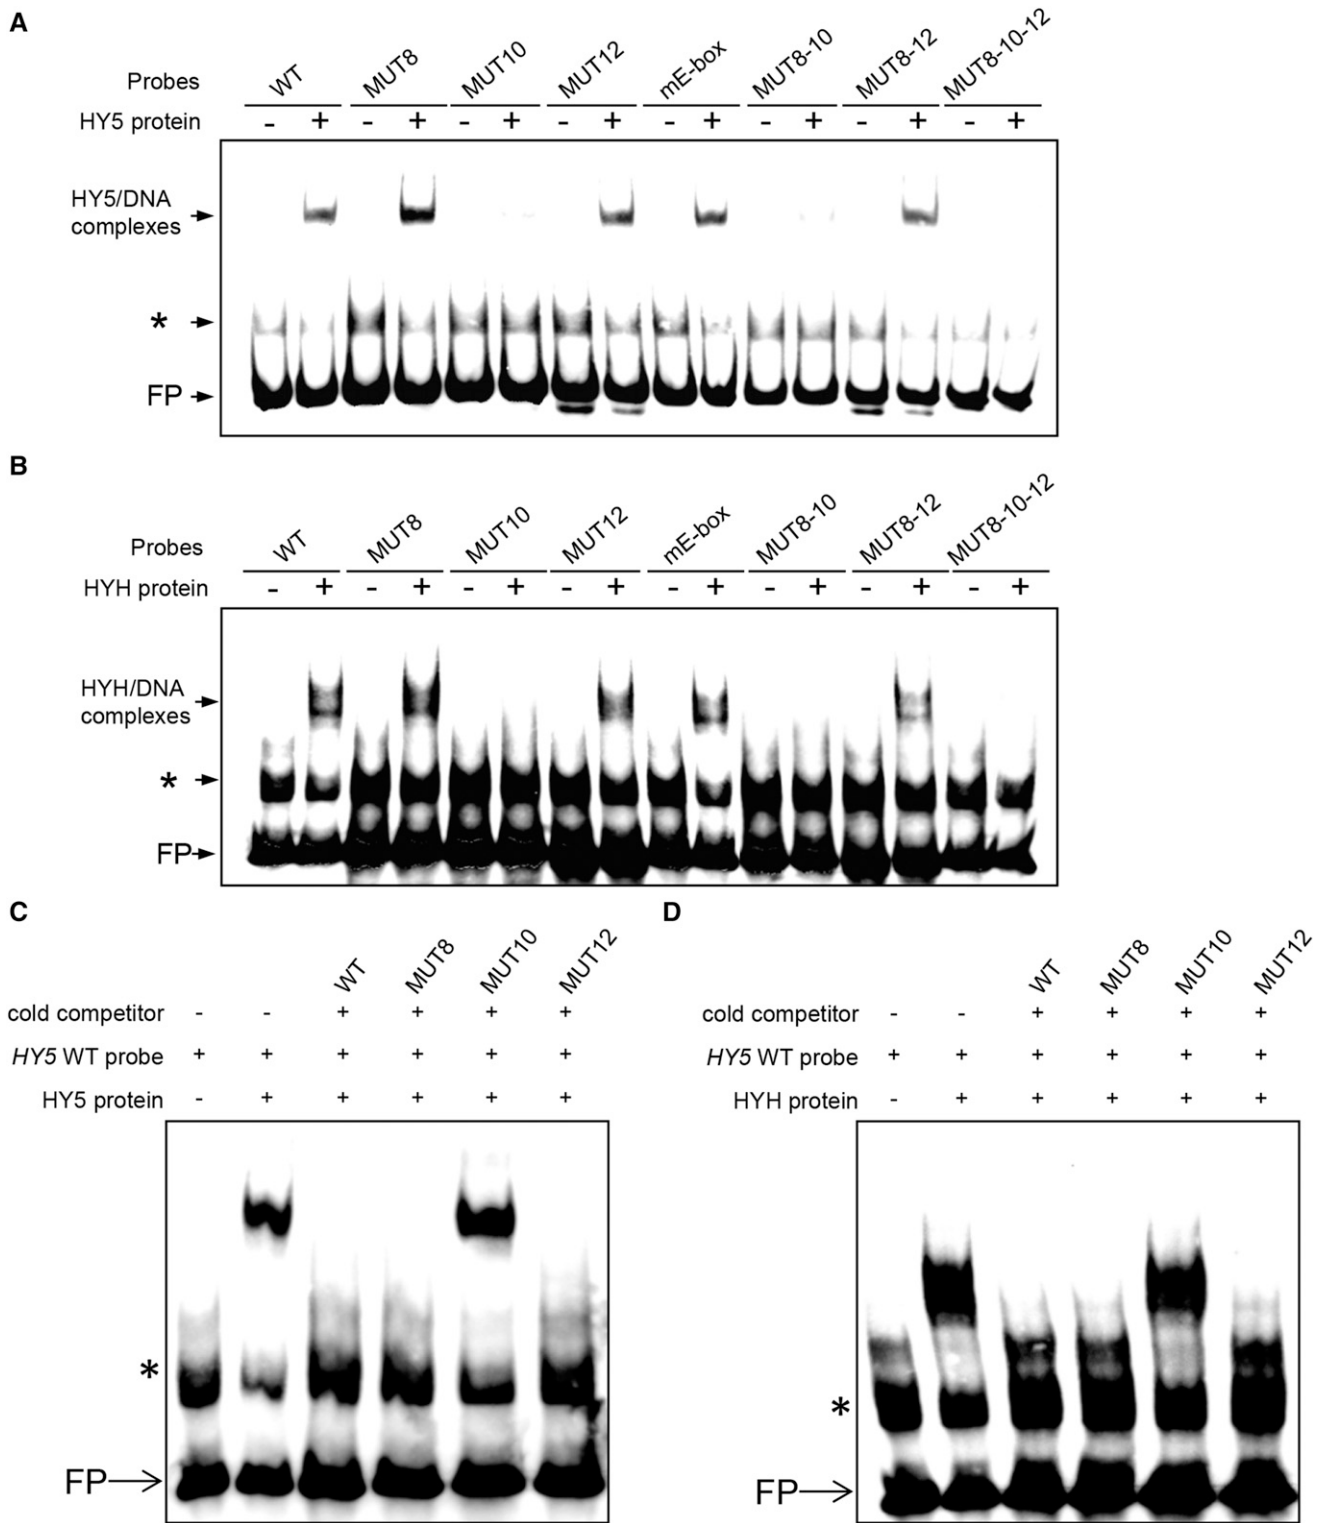 A
Probes WT MUT8 MUT10 MUT12 mE-box MUT8-10 MUT8-12 MUT8-10-12
HY5 protein - + - + - + - + - + - + - + - +
HY5/DNA
complexes
*
FP
B
Probes WT MUT8 MUT10 MUT12 mE-box MUT8-10 MUT8-12 MUT8-10-12
HYH protein - + - + - + - + - + - + - + - +
HYH/DNA
complexes
*
FP
C
WT MUT8 MUT10 MUT12
cold competitor - - + + + +
HY5 WT probe + + + + + +
HY5 protein - + + + + +
*
FP
D
WT MUT8 MUT10 MUT12
cold competitor - - + + + +
HY5 WT probe + + + + + +
HYH protein - + + + + +
*
FP